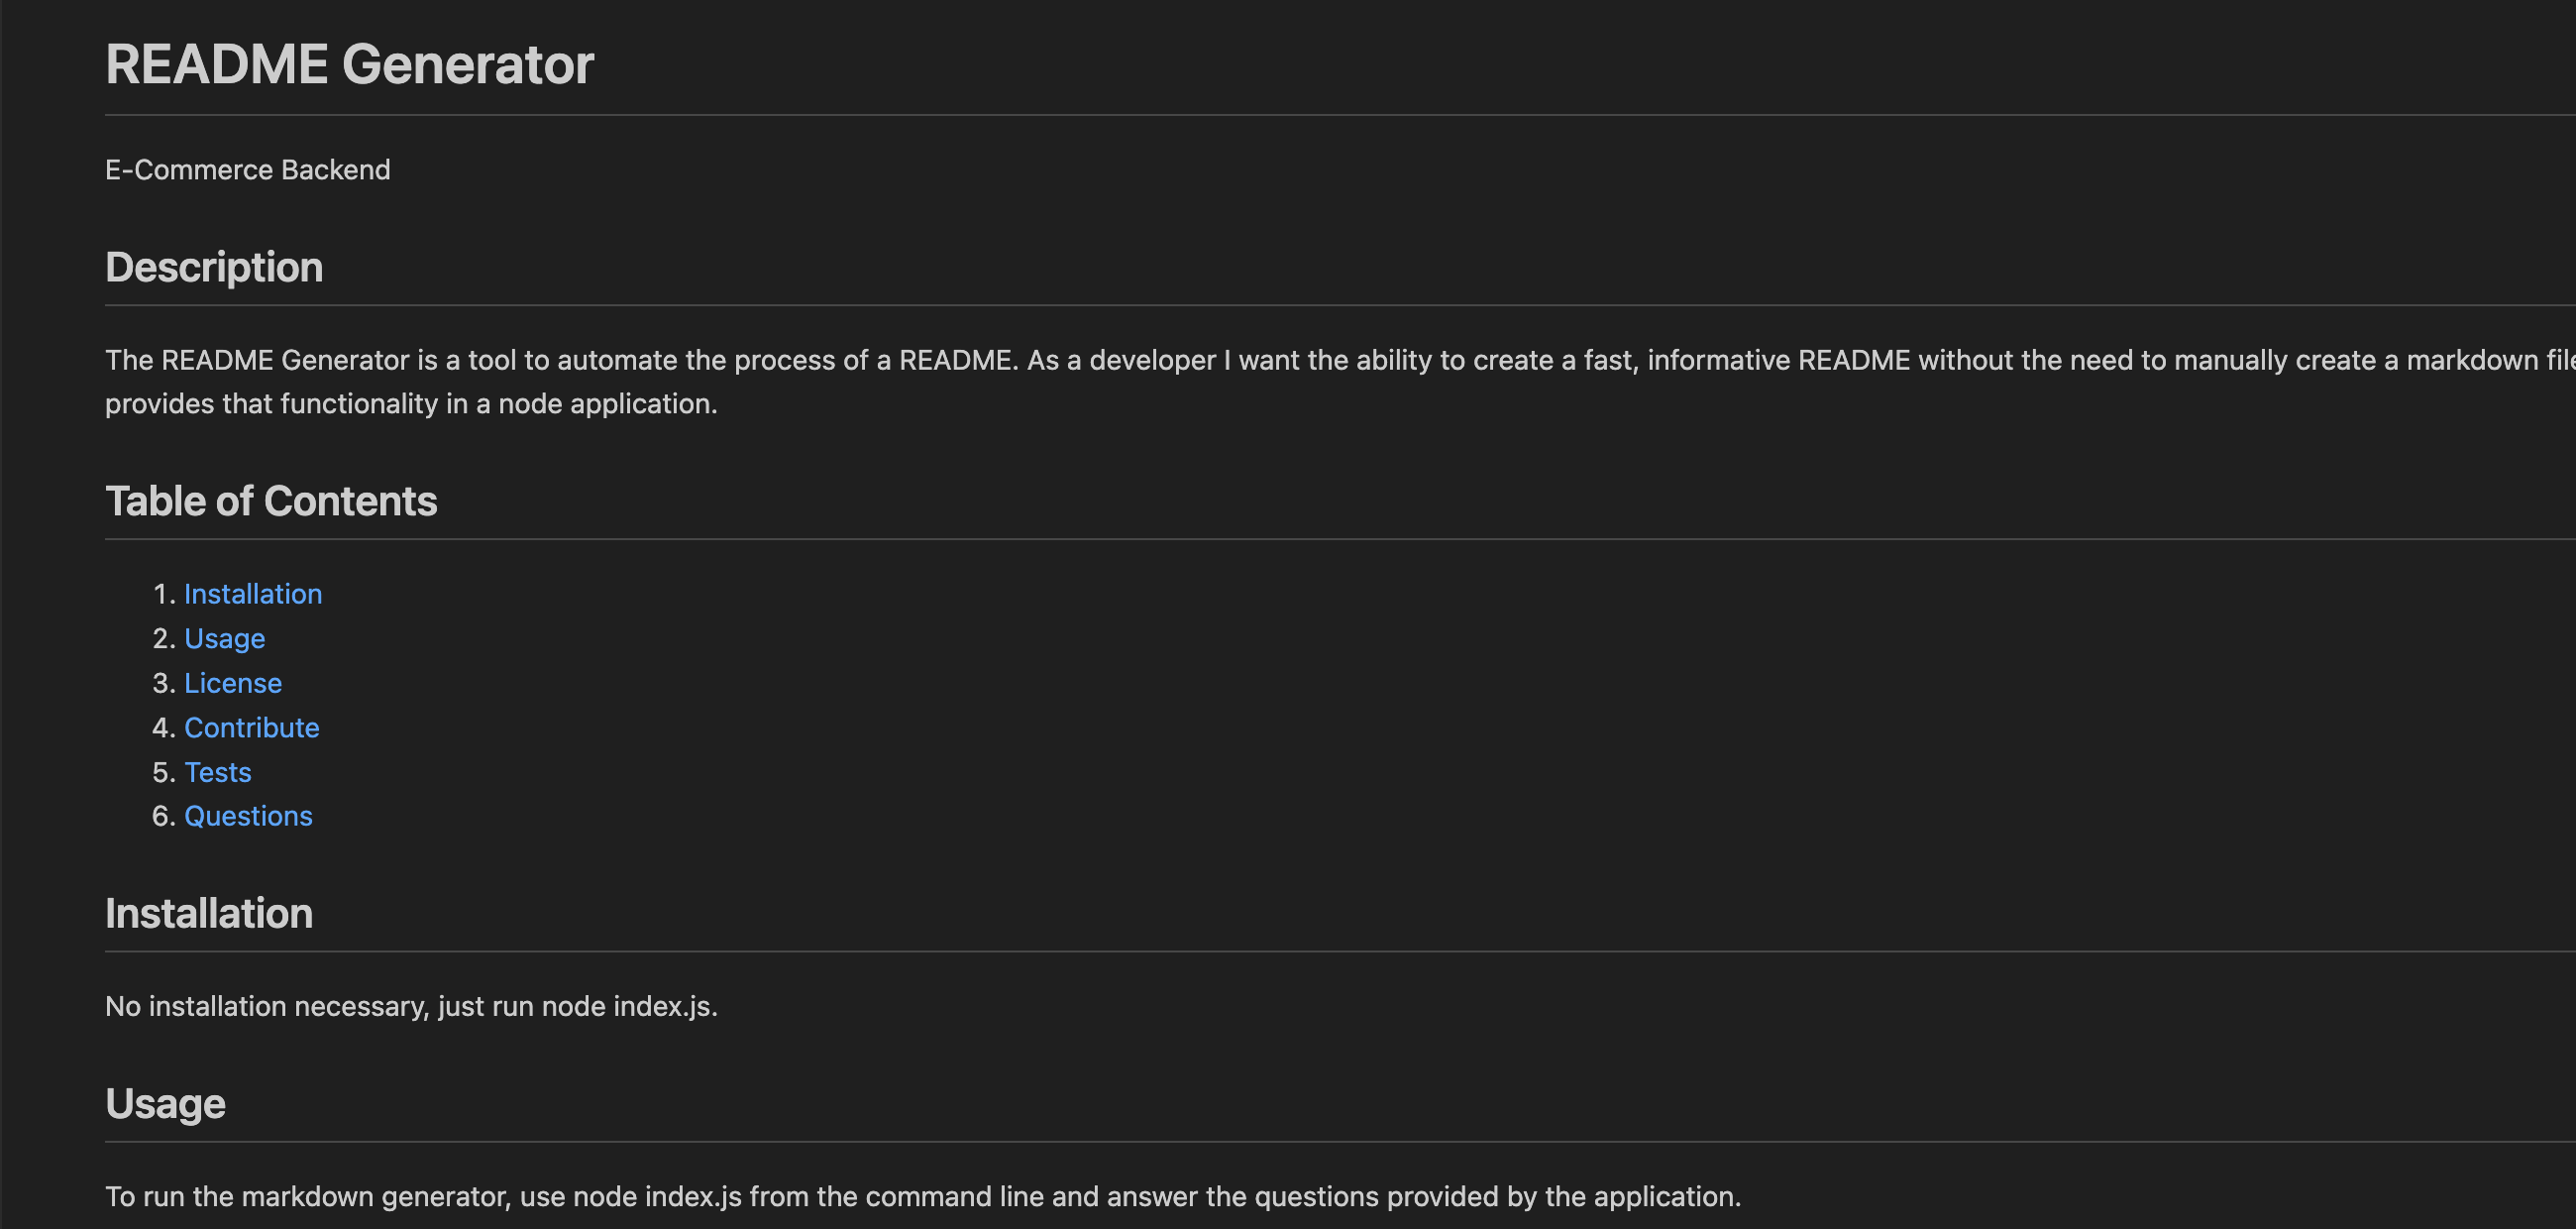 README Generator
E-Commerce Backend
Description
The README Generator is a tool to automate the process of a README. As a developer I want the ability to create a fast, informative README without the need to manually create a markdown
provides that functionality in a node application.
Table of Contents
1. Installation
2. Usage
3. License
4. Contribute
5. Tests
6. Questions
Installation
No installation necessary, just run node index.js.
Usage
To run the markdown generator, use node index.js from the command line and answer the questions provided by the application.